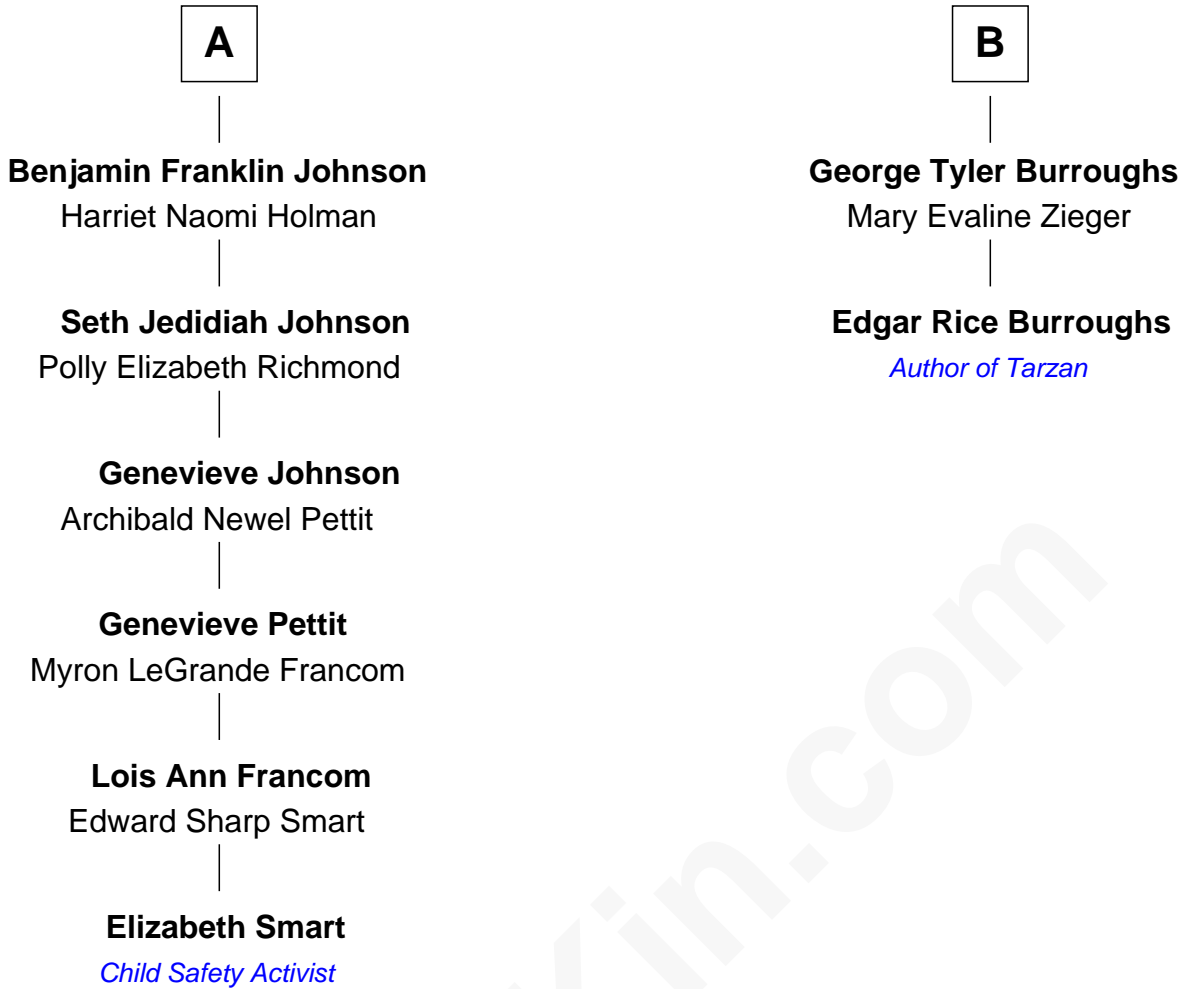 A
Benjamin Franklin Johnson
Harriet Naomi Holman
Seth Jedidiah Johnson
Polly Elizabeth Richmond
Genevieve Johnson
Archibald Newel Pettit
Genevieve Pettit
Myron LeGrande Francom
Lois Ann Francom
Edward Sharp Smart
Elizabeth Smart
Child Safety Activist
B
George Tyler Burroughs
Mary Evaline Zieger
Edgar Rice Burroughs
Author of Tarzan
Kin.com